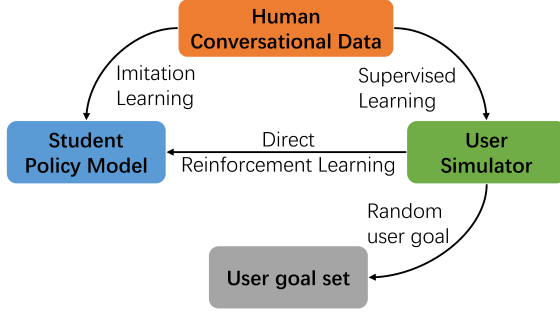 Human
Conversational Data
Imitation
Learning
Supervised
Learning
Student
Policy Model
Direct
Reinforcement Learning
User
Simulator
Random
user goal
User goal set